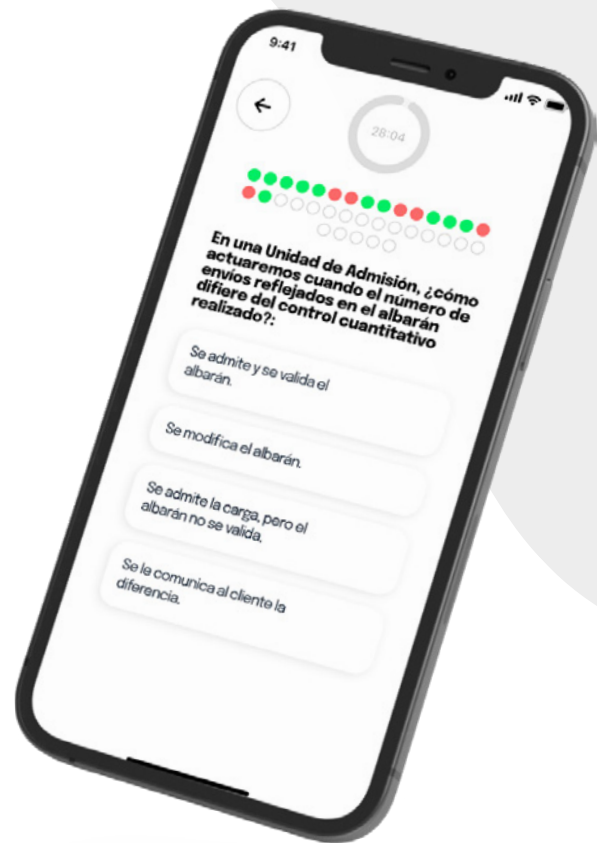 9:41
28:04
En una Unidad de Admisión, ¿cómo
actuaremos cuando el número de
envíos reflejados en el albarán
difiere del control cuantitativo
realizado?:
Se admite y se valida el
albarán.
Se modifica el albarán.
Se admite la carga, pero el
albarán no se valida.
Se le comunica al cliente la
diferencia.